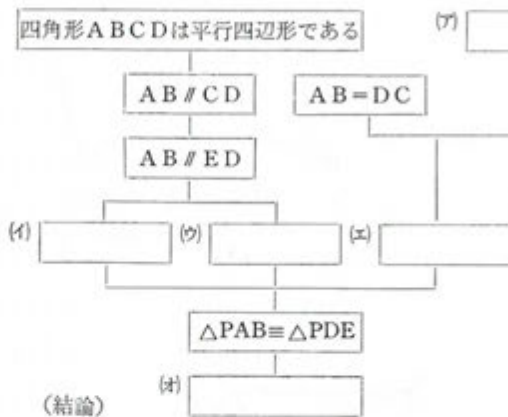 四角形ABCDは平行四辺形である
(ア)
AB∥CD
AB=DC
AB∥ED
(イ)
(ウ)
(エ)
△PAB≡△PDE
(オ)
(結論)